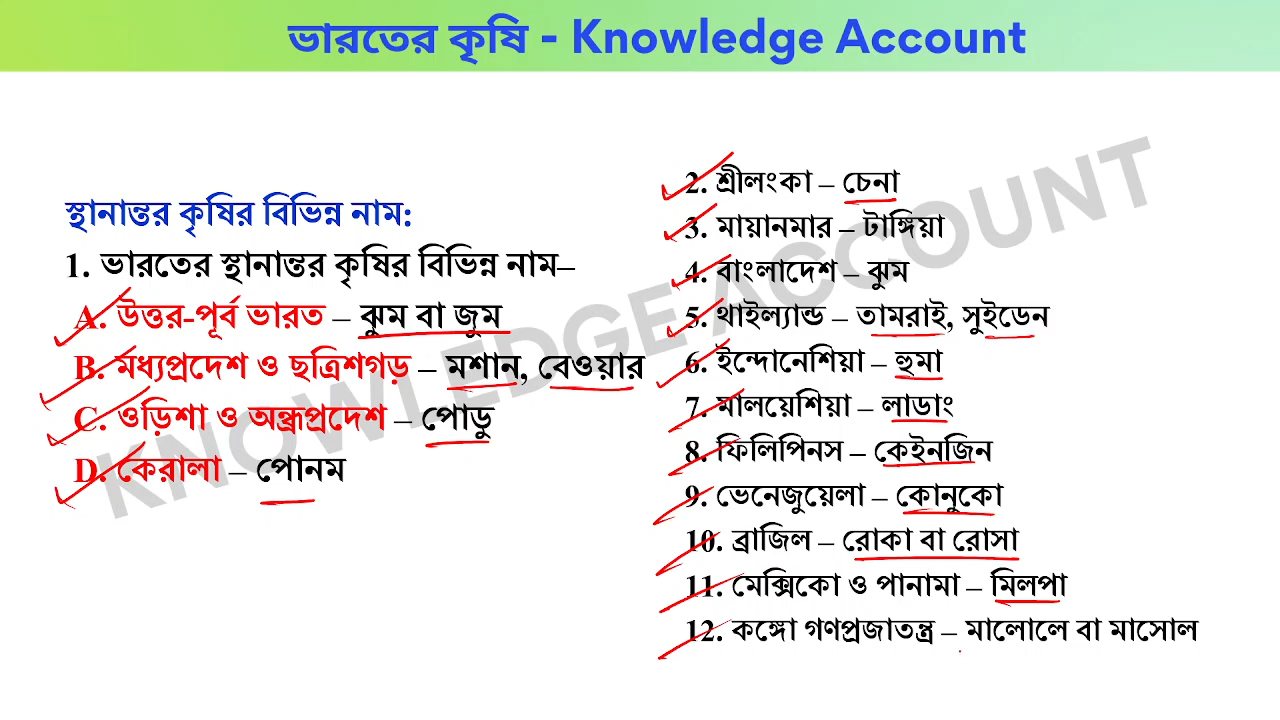 ভারতের কৃষি - Knowledge Account
স্থানান্তর কৃষির বিভিন্ন নাম:
1. ভারতের স্থানান্তর কৃষির বিভিন্ন নাম–
A. উত্তর-পূর্ব ভারত – ঝুম বা জুম
B. মধ্যপ্রদেশ ও ছত্রিশগড় – মশান, বেওয়ার
C. ওড়িশা ও অন্ধ্রপ্রদেশ – পোডু
D. কেরালা – পোনম
2. শ্রীলংকা – চেনা
3. মায়ানমার – টাঙ্গিয়া
4. বাংলাদেশ – ঝুম
5. থাইল্যান্ড – তামরাই, সুইডেন
6. ইন্দোনেশিয়া – হুমা
7. মালয়েশিয়া – লাডাং
8. ফিলিপিনস – কেইনজিন
9. ভেনেজুয়েলা – কোনুকো
10. ব্রাজিল – রোকা বা রোসা
11. মেক্সিকো ও পানামা – মিলপা
12. কঙ্গো গণপ্রজাতন্ত্র – মালোলে বা মাসোল
KNOWLEDGE ACCOUNT